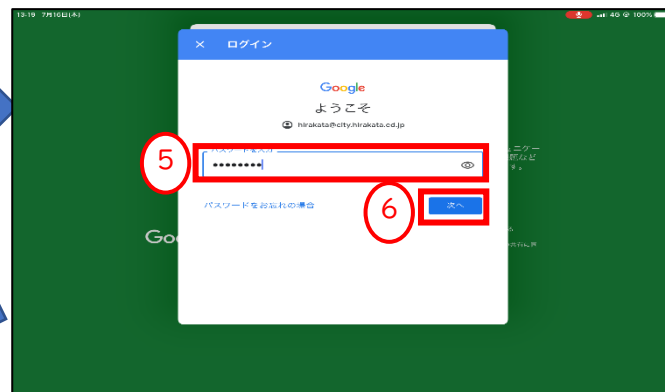 13:19 7月16日(木)
4G 100%
× ログイン
Google
ようこそ
hirakata@city.hirakata.ed.jp
5
パスワードを入力
••••••••
パスワードをお忘れの場合
6
次へ
Goo